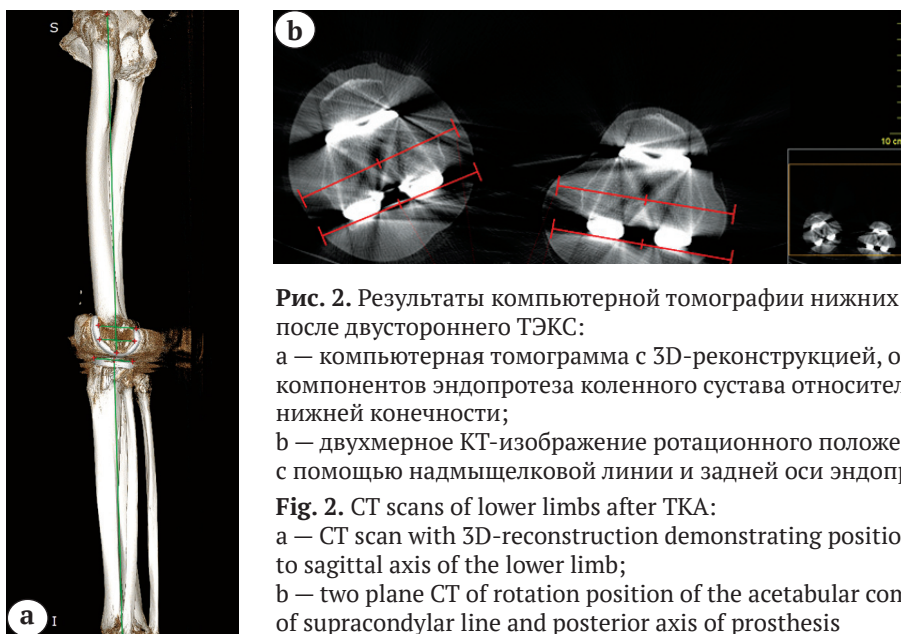 S
a
I
b
10 cm
Рис. 2. Результаты компьютерной томографии нижних
после двустороннего ТЭКС:
а — компьютерная томограмма с 3D-реконструкцией, о
компонентов эндопротеза коленного сустава относител
нижней конечности;
b — двухмерное КТ-изображение ротационного положе
с помощью надмыщелковой линии и задней оси эндопр
Fig. 2. CT scans of lower limbs after TKA:
a — CT scan with 3D-reconstruction demonstrating positio
to sagittal axis of the lower limb;
b — two plane CT of rotation position of the acetabular con
of supracondylar line and posterior axis of prosthesis